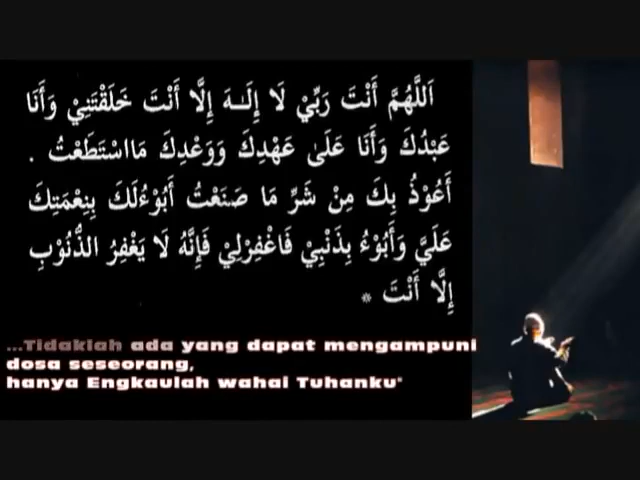 اَللَّهُمَّ أَنْتَ رَبِّيْ لَا إِلَـهَ إِلَّا أَنْتَ خَلَقْتَنِيْ وَأَنَا
عَبْدُكَ وَأَنَا عَلَىٰ عَهْدِكَ وَوَعْدِكَ مَااسْتَطَعْتُ .
أَعُوْذُ بِكَ مِنْ شَرِّ مَا صَنَعْتُ أَبُوْءُلَكَ بِنِعْمَتِكَ
عَلَيَّ وَأَبُوْءُ بِذَنْبِيْ فَاغْفِرْلِيْ فَإِنَّهُ لَا يَغْفِرُ الذُّنُوْبِ
إِلَّا أَنْتَ *
...Tidaklah ada yang dapat mengampuni
dosa seseorang,
hanya Engkaulah wahai Tuhanku"